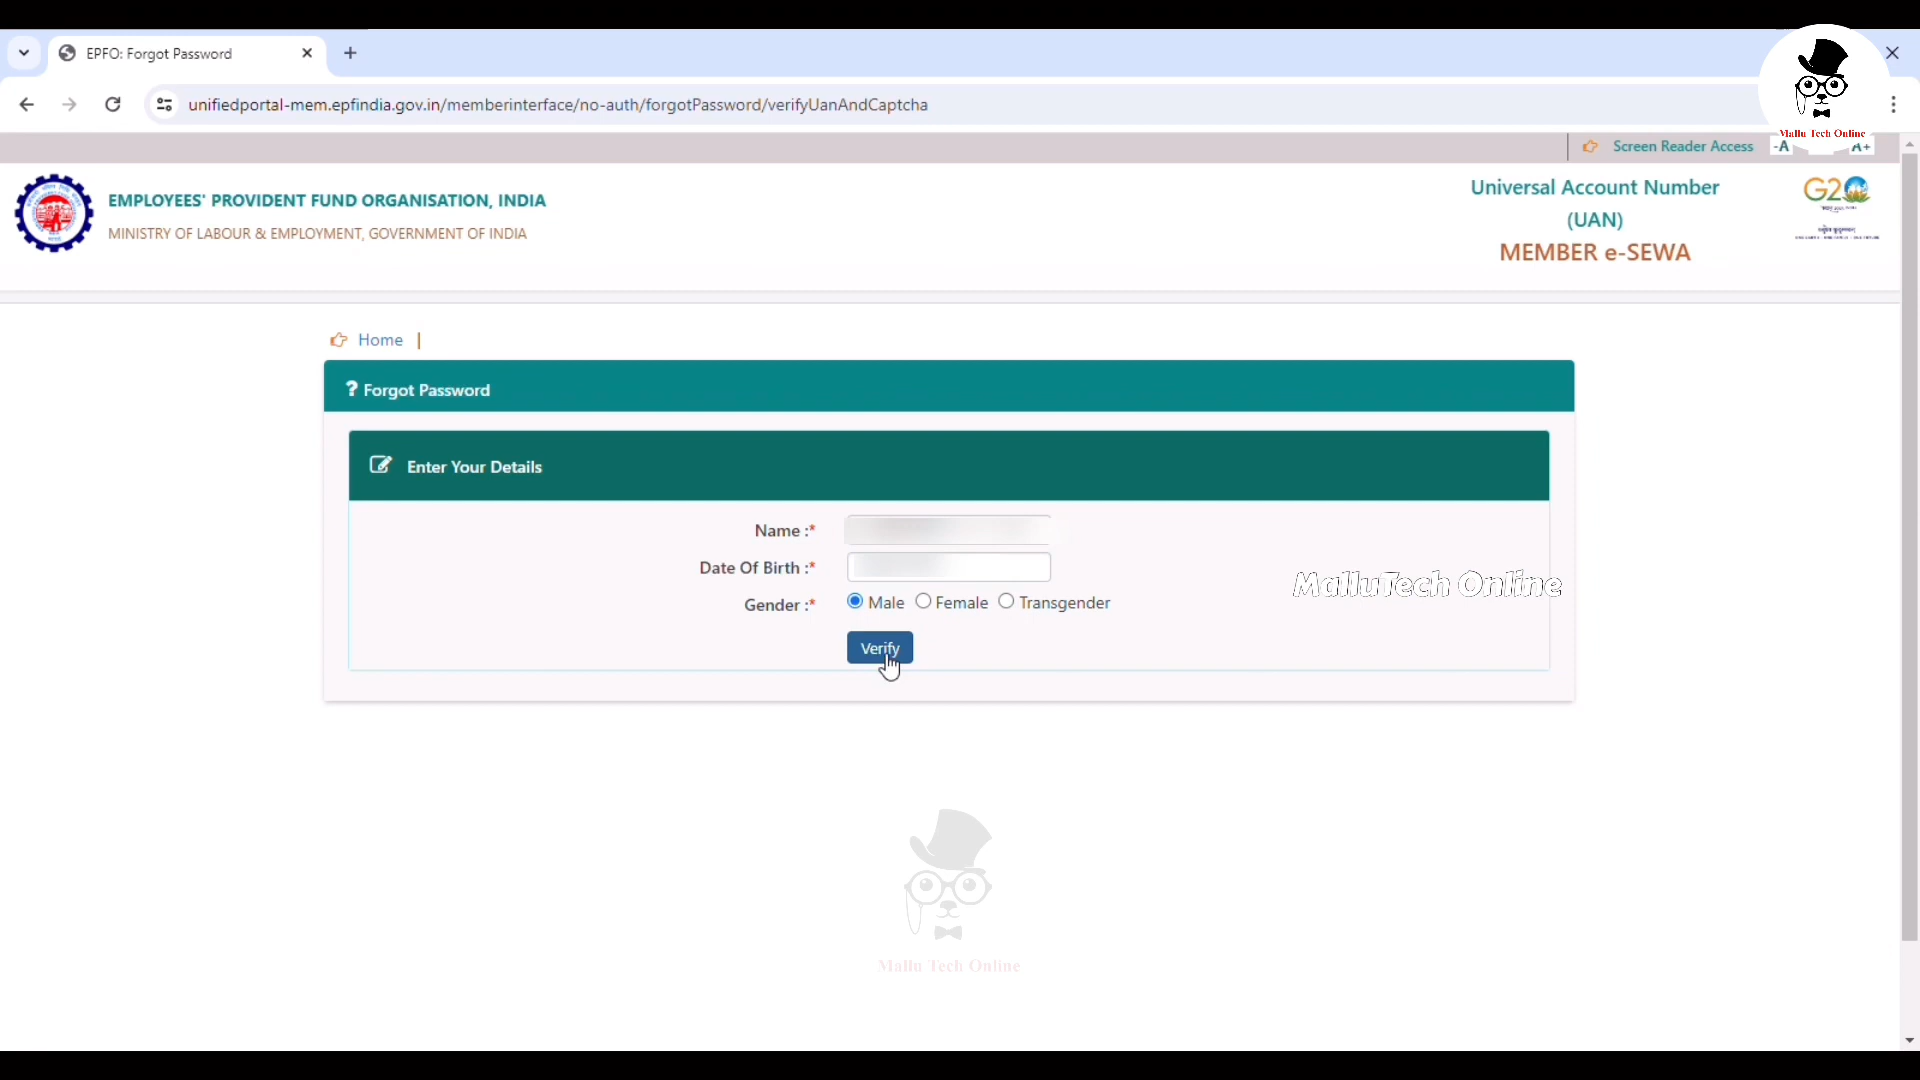 EPFO: Forgot Password
unifiedportal-mem.epfindia.gov.in/memberinterface/no-auth/forgotPassword/verifyUanAndCaptcha
Mallu Tech Online
Screen Reader Access -A A+
EMPLOYEES' PROVIDENT FUND ORGANISATION, INDIA
MINISTRY OF LABOUR & EMPLOYMENT, GOVERNMENT OF INDIA
Universal Account Number
(UAN)
MEMBER e-SEWA
G20
Home |
? Forgot Password
Enter Your Details
Name :*
Date Of Birth :*
Gender :* Male Female Transgender
MalluTech Online
Verify
Mallu Tech Online